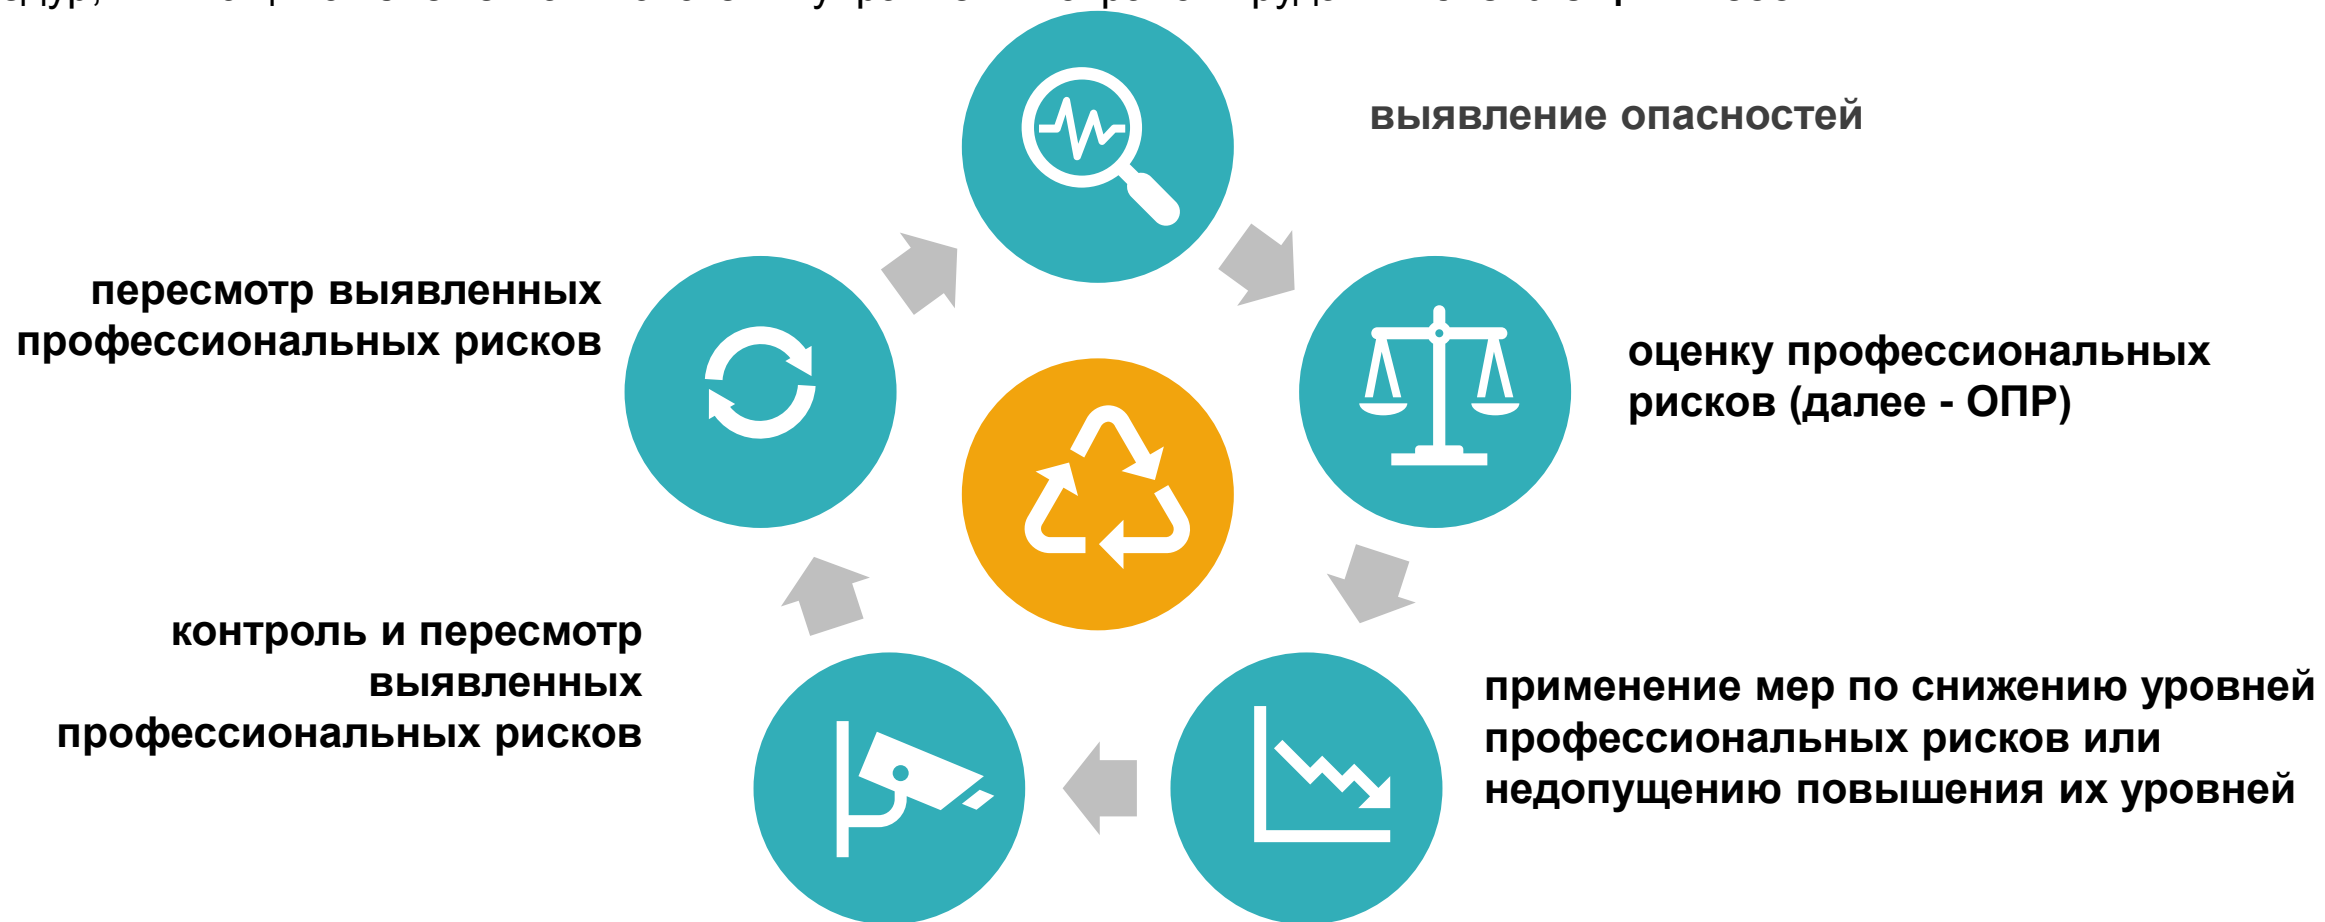 выявление опасностей
оценку профессиональных
рисков (далее - ОПР)
применение мер по снижению уровней
профессиональных рисков или
недопущению повышения их уровней
контроль и пересмотр
выявленных
профессиональных рисков
пересмотр выявленных
профессиональных рисков